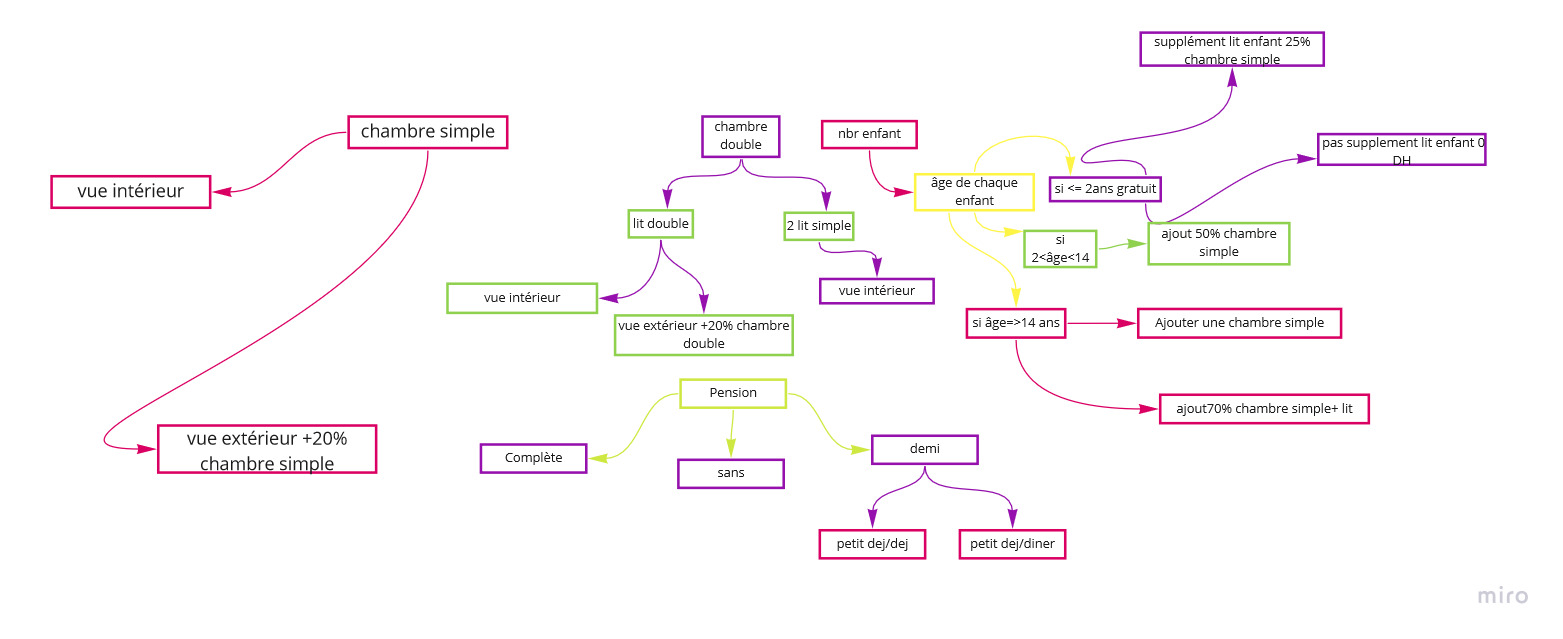 supplément lit enfant 25%
chambre simple
chambre simple
chambre
double
nbr enfant
pas supplement lit enfant 0
DH
vue intérieur
âge de chaque
enfant
si <= 2ans gratuit
lit double
2 lit simple
si
2<âge<14
ajout 50% chambre
simple
vue intérieur
vue intérieur
vue extérieur +20% chambre
double
si âge=>14 ans
Ajouter une chambre simple
Pension
ajout70% chambre simple+ lit
vue extérieur +20%
chambre simple
Complète
sans
demi
petit dej/dej
petit dej/diner
miro